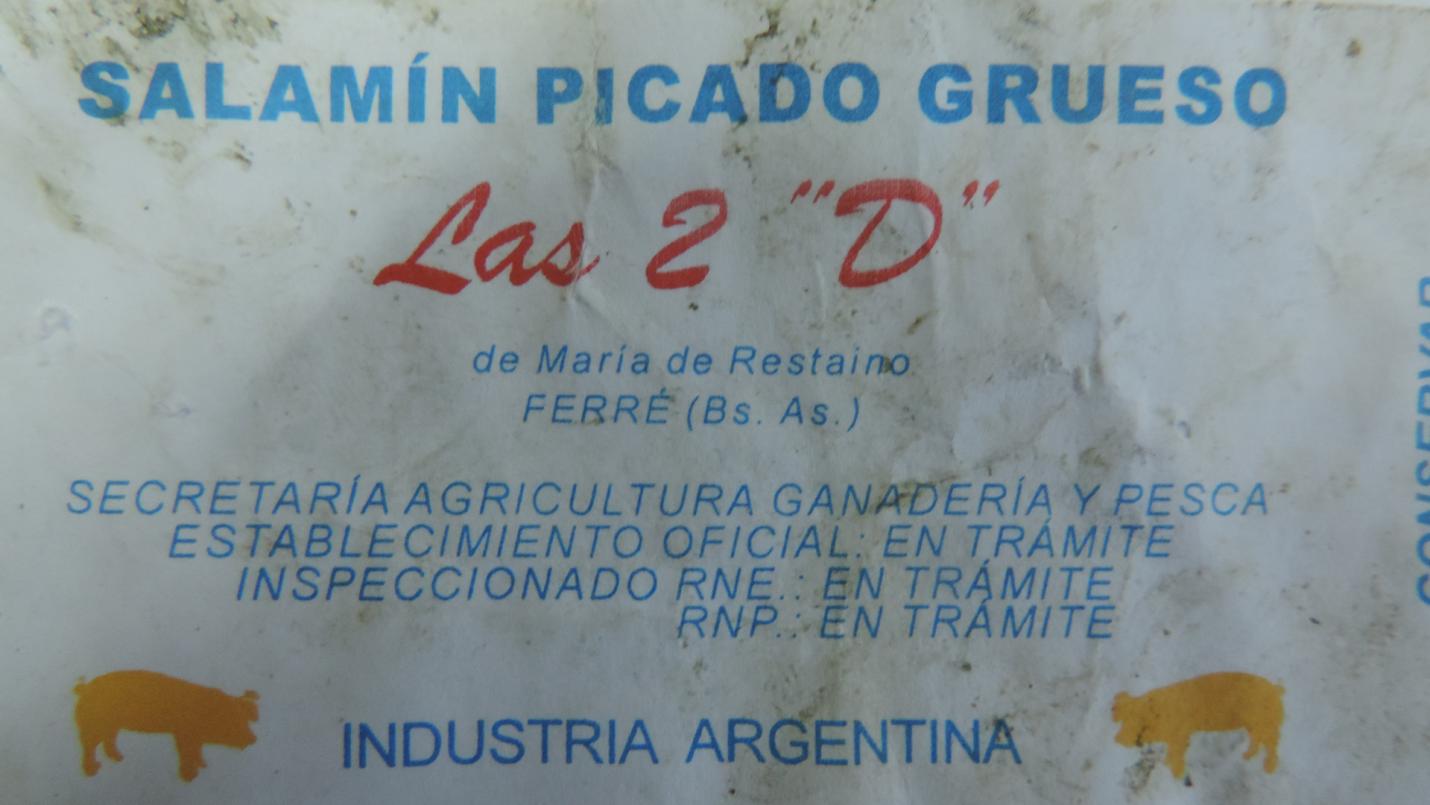 SALAMÍN PICADO GRUESO
Las 2 "D"
de María de Restaino
FERRÉ (Bs. As.)
SECRETARÍA AGRICULTURA GANADERÍA Y PESCA
ESTABLECIMIENTO OFICIAL: EN TRÁMITE
INSPECCIONADO RNE.: EN TRÁMITE
RNP.: EN TRÁMITE
INDUSTRIA ARGENTINA
CONSERVAR